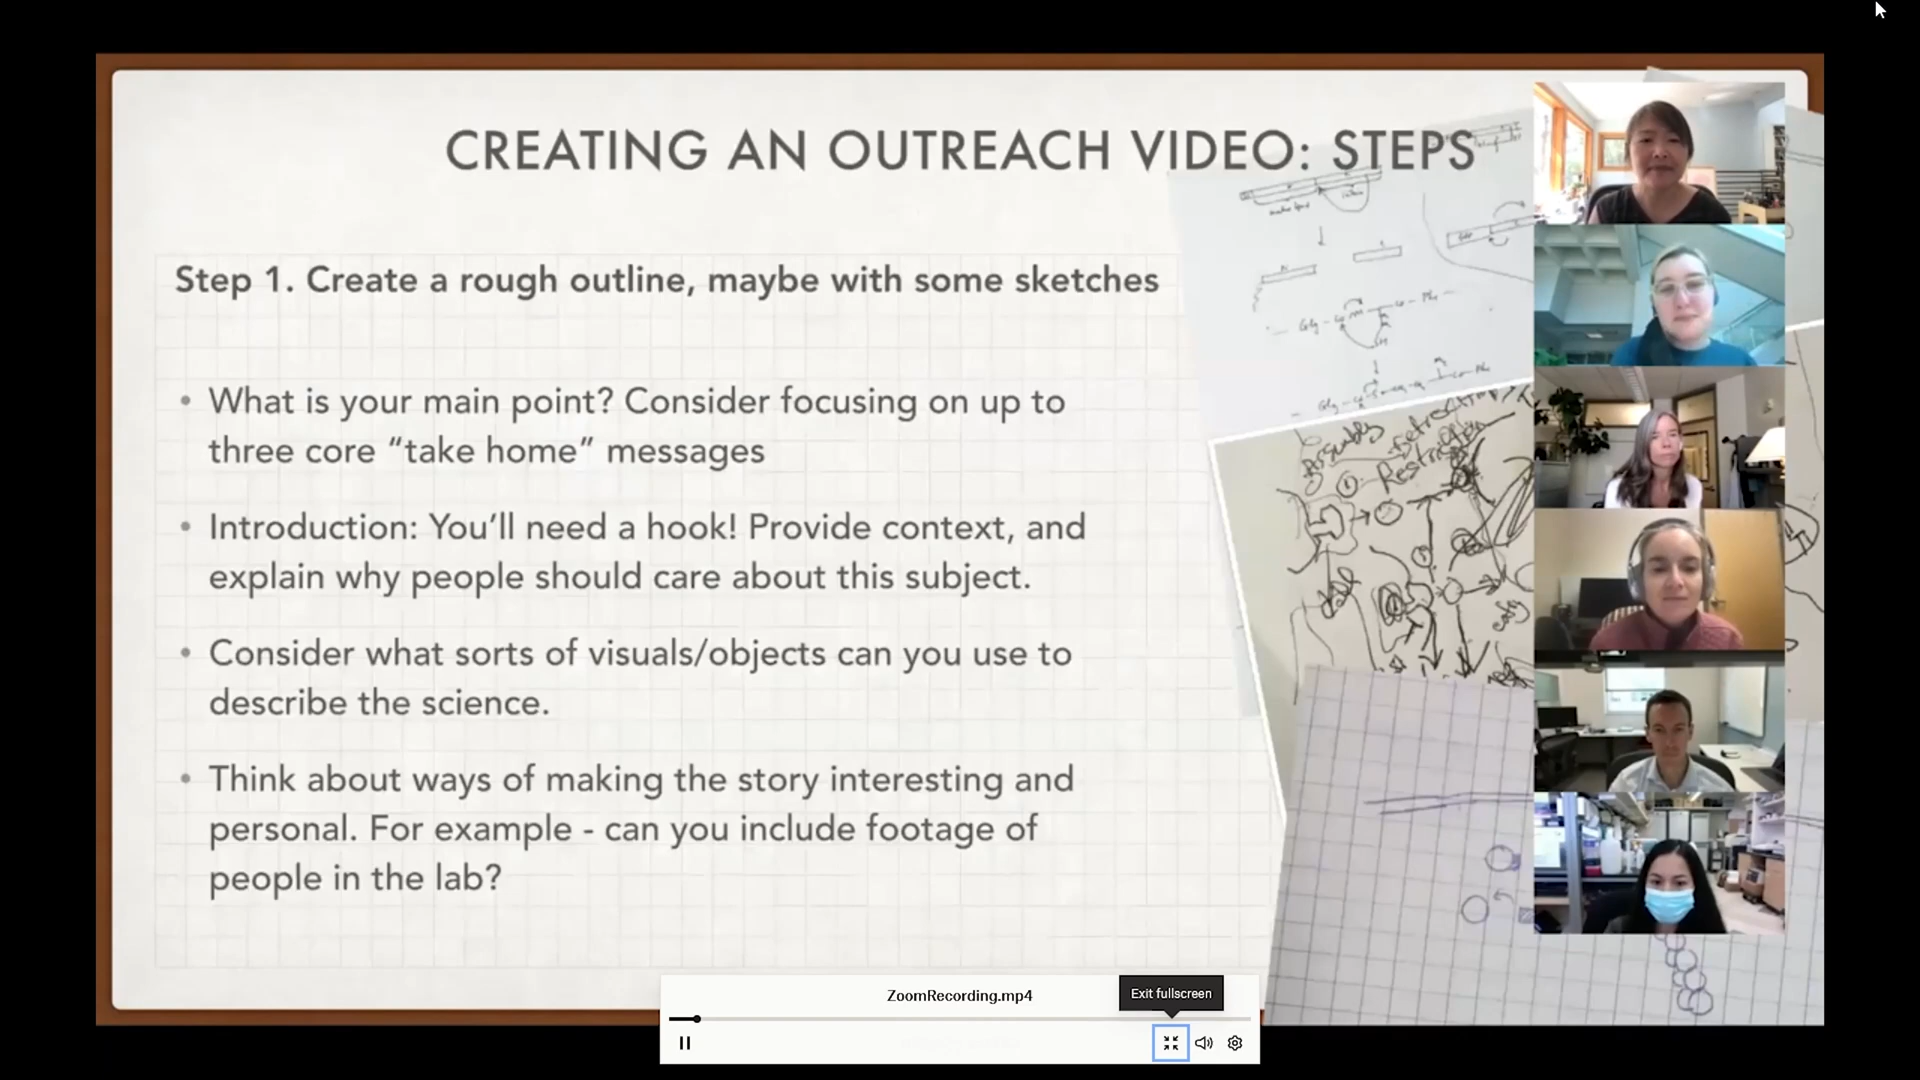 CREATING AN OUTREACH VIDEO: STEPS
Step 1. Create a rough outline, maybe with some sketches
• What is your main point? Consider focusing on up to
three core “take home” messages
• Introduction: You’ll need a hook! Provide context, and
explain why people should care about this subject.
• Consider what sorts of visuals/objects can you use to
describe the science.
• Think about ways of making the story interesting and
personal. For example - can you include footage of
people in the lab?
Assembly
ZoomRecording.mp4
Exit fullscreen